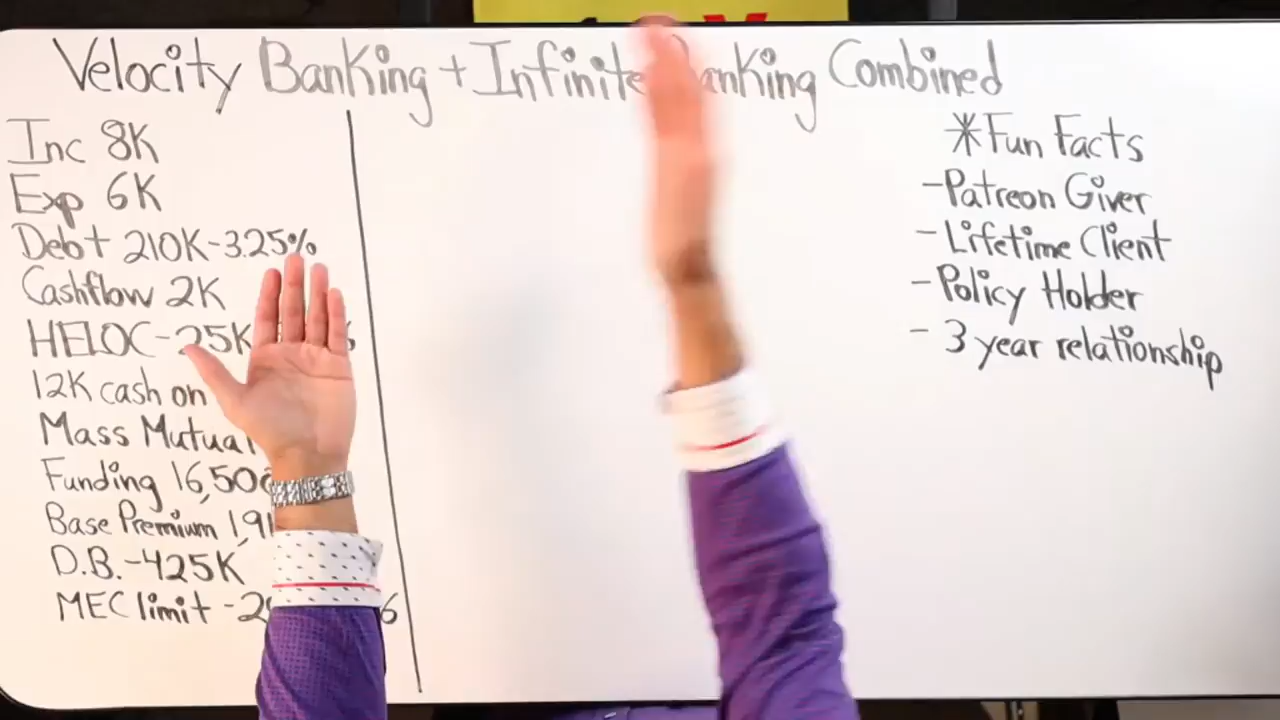 Velocity Banking + Infinite Banking Combined
Inc 8K
Exp 6K
Debt 210K-3.25%
Cashflow 2K
HELOC-25K
12K cash on
Mass Mutual
Funding
Base Premium
D.B.-425K
MEC limit
*Fun Facts
-Patreon Giver
-Lifetime Client
-Policy Holder
- 3 year relationship